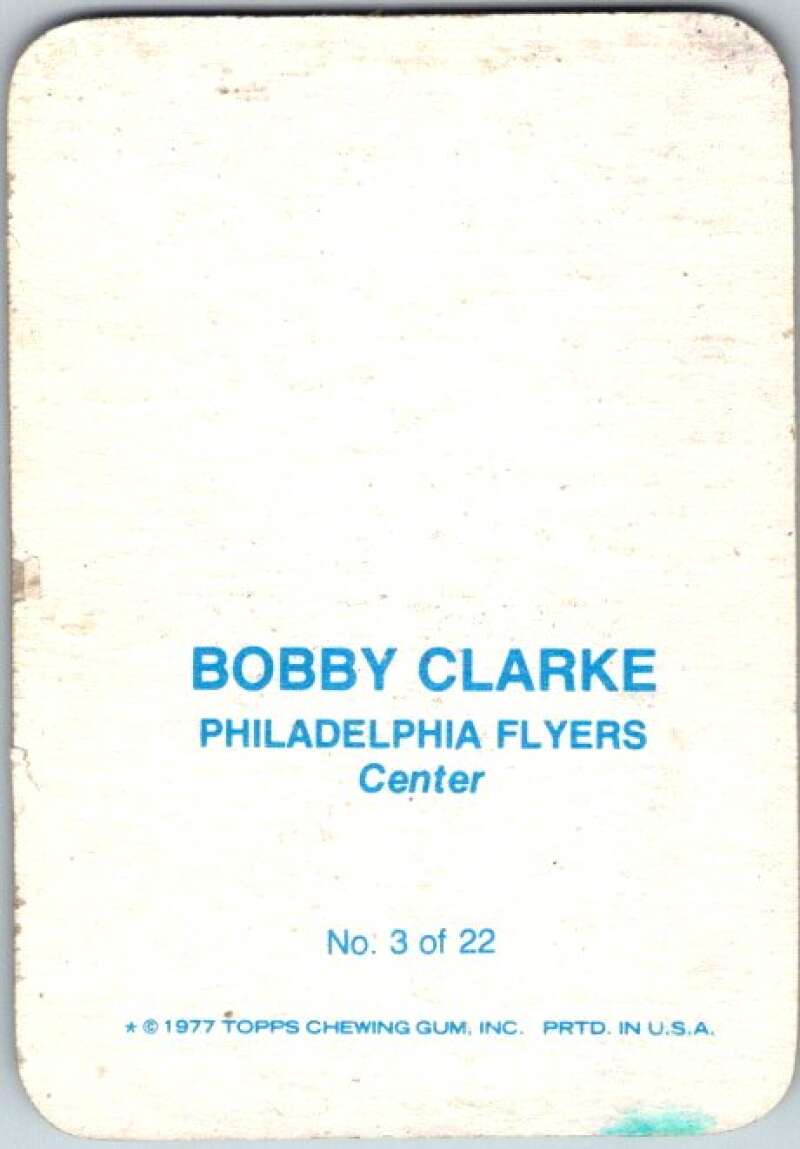 BOBBY CLARKE
PHILADELPHIA FLYERS
Center
No. 3 of 22
* © 1977 TOPPS CHEWING GUM, INC. PRTD. IN U.S.A.